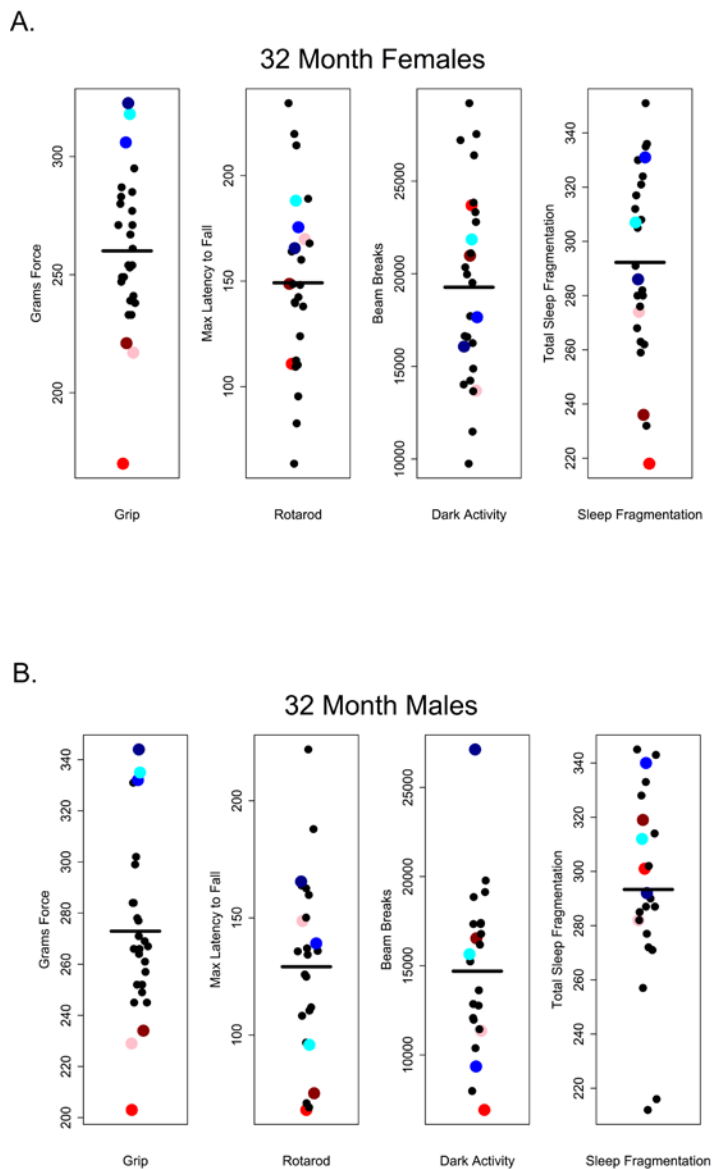 A.
32 Month Females
Grams Force
200
250
300
Grip
Max Latency to Fall
100
150
200
Rotarod
Beam Breaks
10000
15000
20000
25000
Dark Activity
Total Sleep Fragmentation
220
240
260
280
300
320
340
Sleep Fragmentation
B.
32 Month Males
Grams Force
200
220
240
260
280
300
320
340
Grip
Max Latency to Fall
100
150
200
Rotarod
Beam Breaks
10000
15000
20000
25000
Dark Activity
Total Sleep Fragmentation
220
240
260
280
300
320
340
Sleep Fragmentation